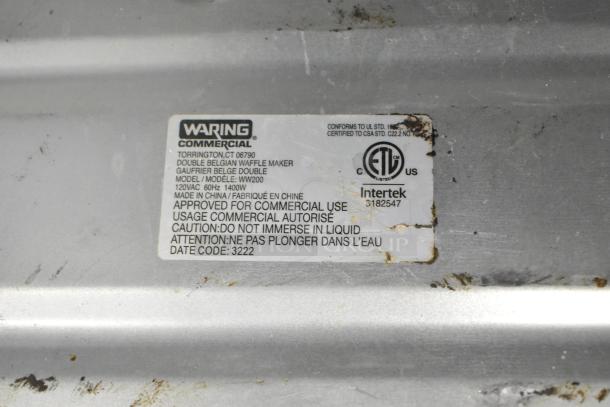 WARING
COMMERCIAL
TORRINGTON,CT 06790
DOUBLE BELGIAN WAFFLE MAKER
GAUFRIER BELGE DOUBLE
MODEL / MODÈLE: WW200
120VAC 60Hz 1400W
MADE IN CHINA / FABRIQUÉ EN CHINE
APPROVED FOR COMMERCIAL USE
USAGE COMMERCIAL AUTORISÉ
CAUTION:DO NOT IMMERSE IN LIQUID
ATTENTION:NE PAS PLONGER DANS L'EAU
DATE CODE: 3222
CONFORMS TO UL STD.
CERTIFIED TO CSA STD. C22.2 NO
C ETL US
Intertek
3182547
GROUP